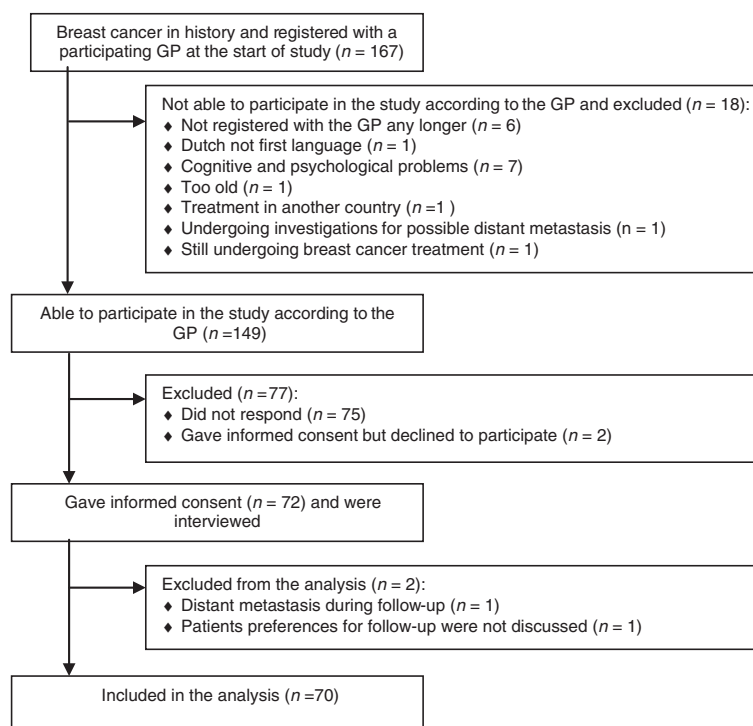 Breast cancer in history and registered with a
participating GP at the start of study (n = 167)
Not able to participate in the study according to the GP and excluded (n = 18):
♦ Not registered with the GP any longer (n = 6)
♦ Dutch not first language (n = 1)
♦ Cognitive and psychological problems (n = 7)
♦ Too old (n = 1)
♦ Treatment in another country (n =1 )
♦ Undergoing investigations for possible distant metastasis (n = 1)
♦ Still undergoing breast cancer treatment (n = 1)
Able to participate in the study according to the
GP (n =149)
Excluded (n =77):
♦ Did not respond (n = 75)
♦ Gave informed consent but declined to participate (n = 2)
Gave informed consent (n = 72) and were
interviewed
Excluded from the analysis (n = 2):
♦ Distant metastasis during follow-up (n = 1)
♦ Patients preferences for follow-up were not discussed (n = 1)
Included in the analysis (n =70)